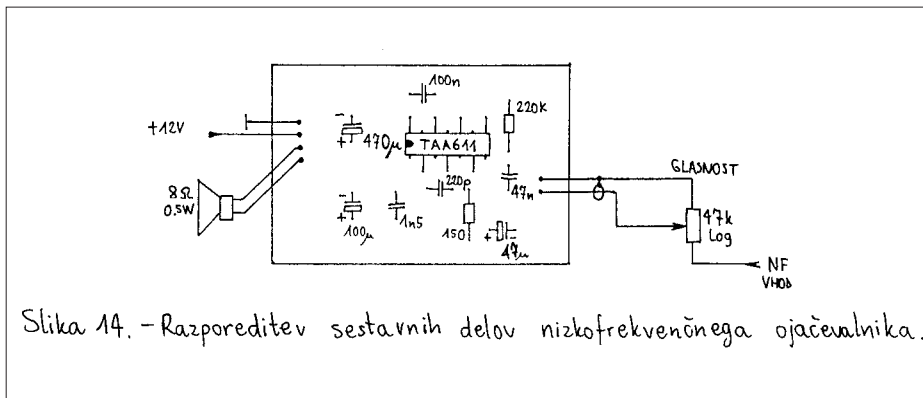 100n
220k
+12V
470µ
TAA611
GLASNOST
220p
47n
8Ω
0.5W
100µ
1n5
150
47µ
47k
Log
NF
VHOD
Slika 14. - Razporeditev sestavnih delov nizkofrekvenčnega ojačevalnika.